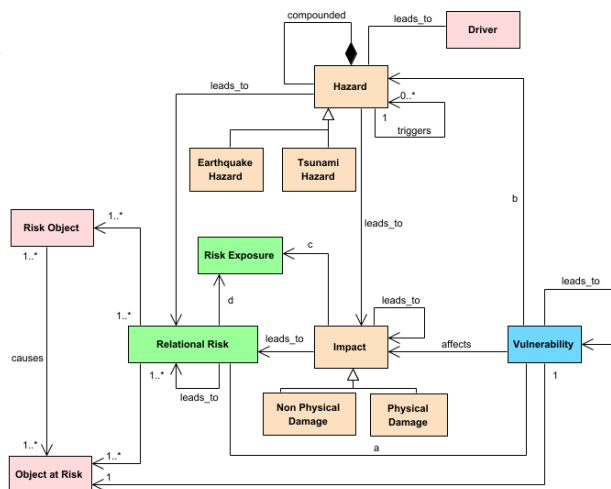 compounded
leads_to
Driver
Hazard
leads_to
0..*
1
triggers
Earthquake
Hazard
Tsunami
Hazard
b
1..*
Risk Object
1..*
leads_to
Risk Exposure
c
leads_to
leads_to
d
1..*
Relational Risk
leads_to
Impact
affects
Vulnerability
causes
1..*
leads_to
1
Non Physical
Damage
Physical
Damage
a
1..*
1..*
Object at Risk
1